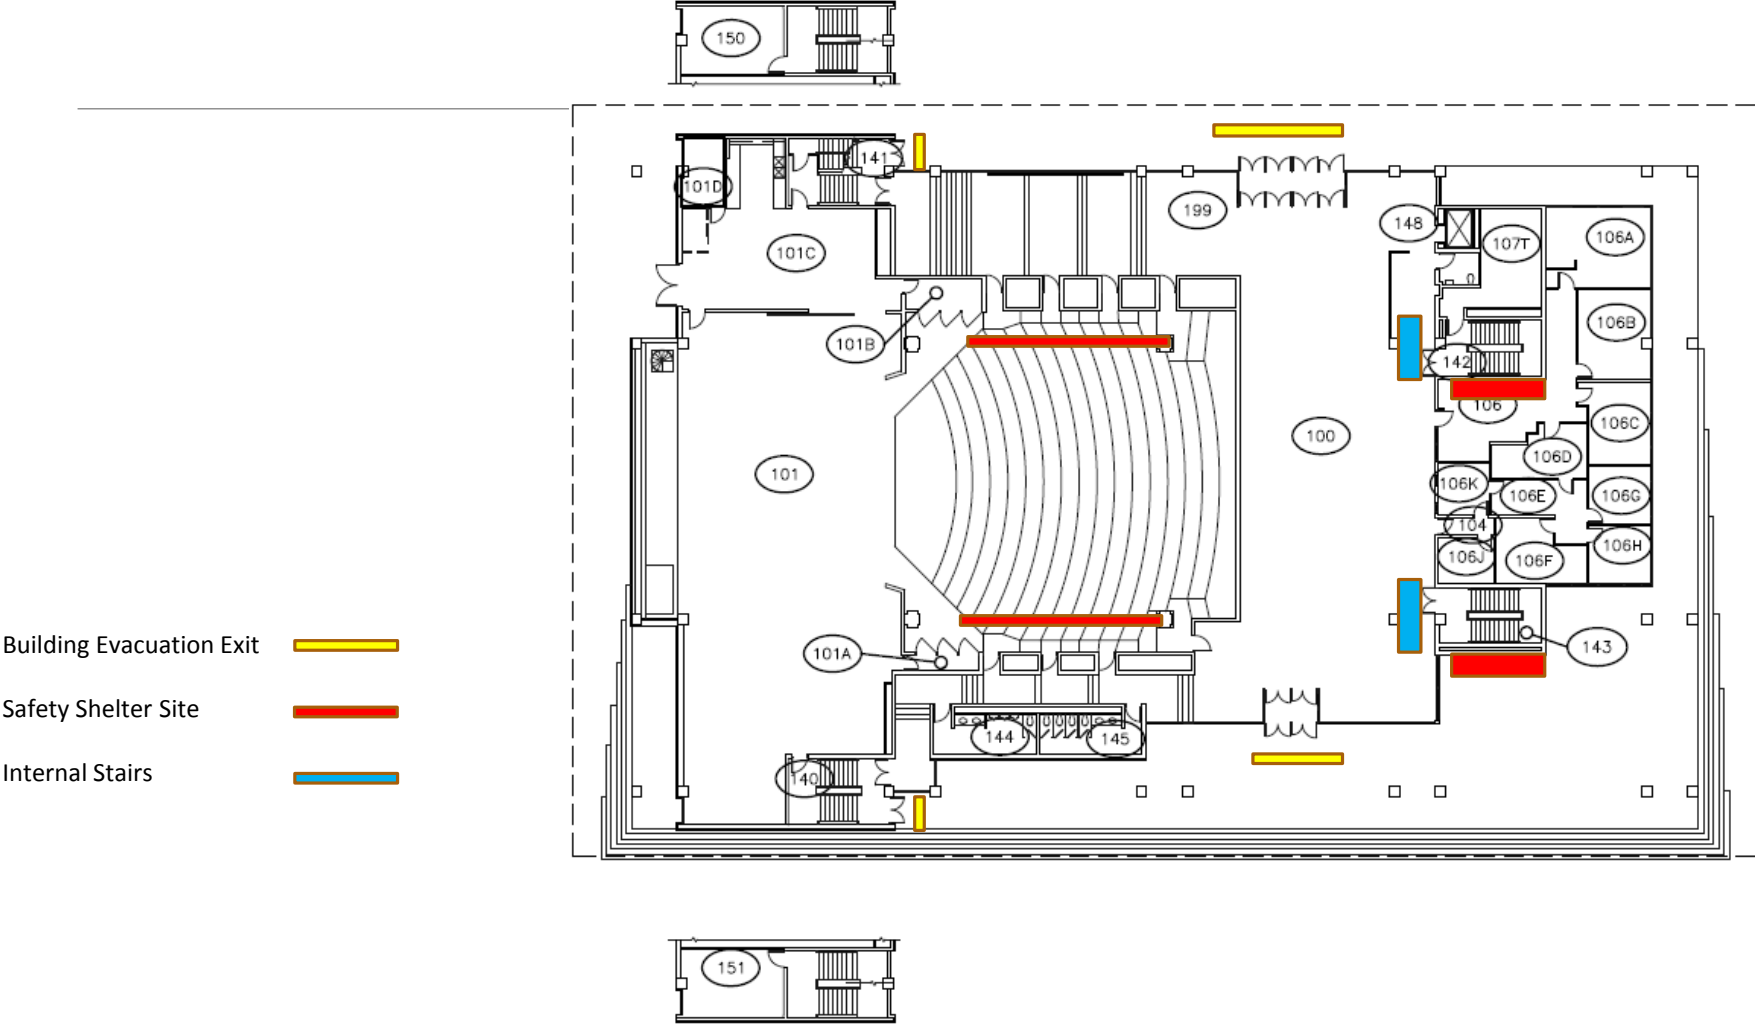 150
141
101D
199
148
107T
106A
101C
101B
106B
142
106
106C
100
101
106D
106K
106E
106G
104
106J
106F
106H
Building Evacuation Exit
101A
143
Safety Shelter Site
144
145
Internal Stairs
140
151